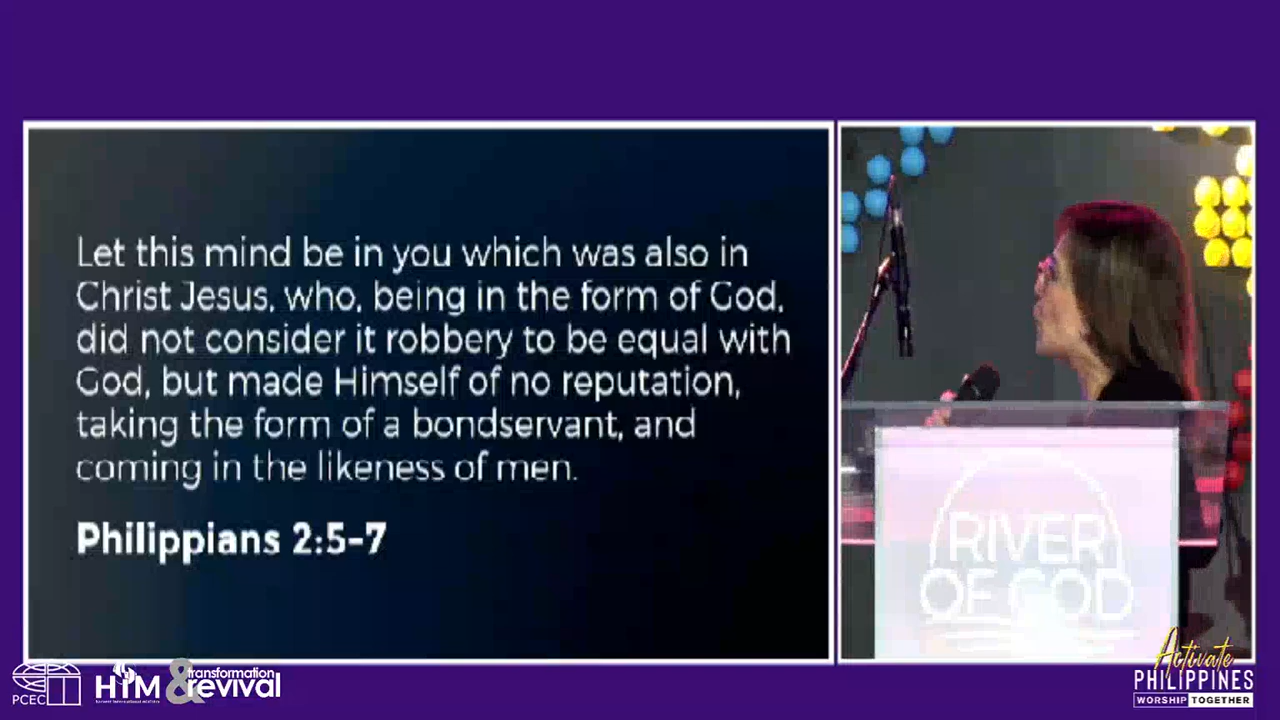 Let this mind be in you which was also in
Christ Jesus, who, being in the form of God,
did not consider it robbery to be equal with
God, but made Himself of no reputation,
taking the form of a bondservant, and
coming in the likeness of men.
Philippians 2:5-7
RIVER
OF GOD
PCEC
HIM
& transformation
revival
Activate
PHILIPPINES
WORSHIP TOGETHER